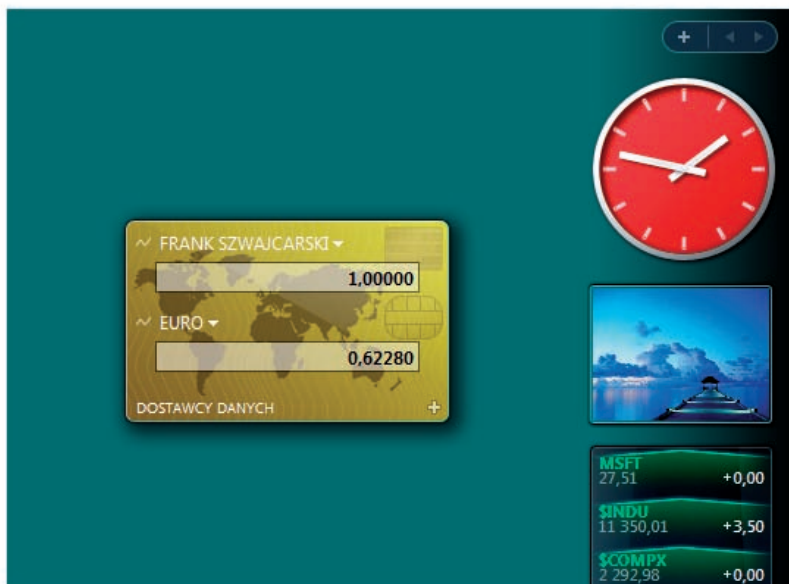 FRANK SZWAJCARSKI
1,00000
EURO
0,62280
DOSTAWCY DANYCH
MSFT
27,51 +0,00
$INDU
11 350,01 +3,50
$COMPX
2 292,98 +0,00